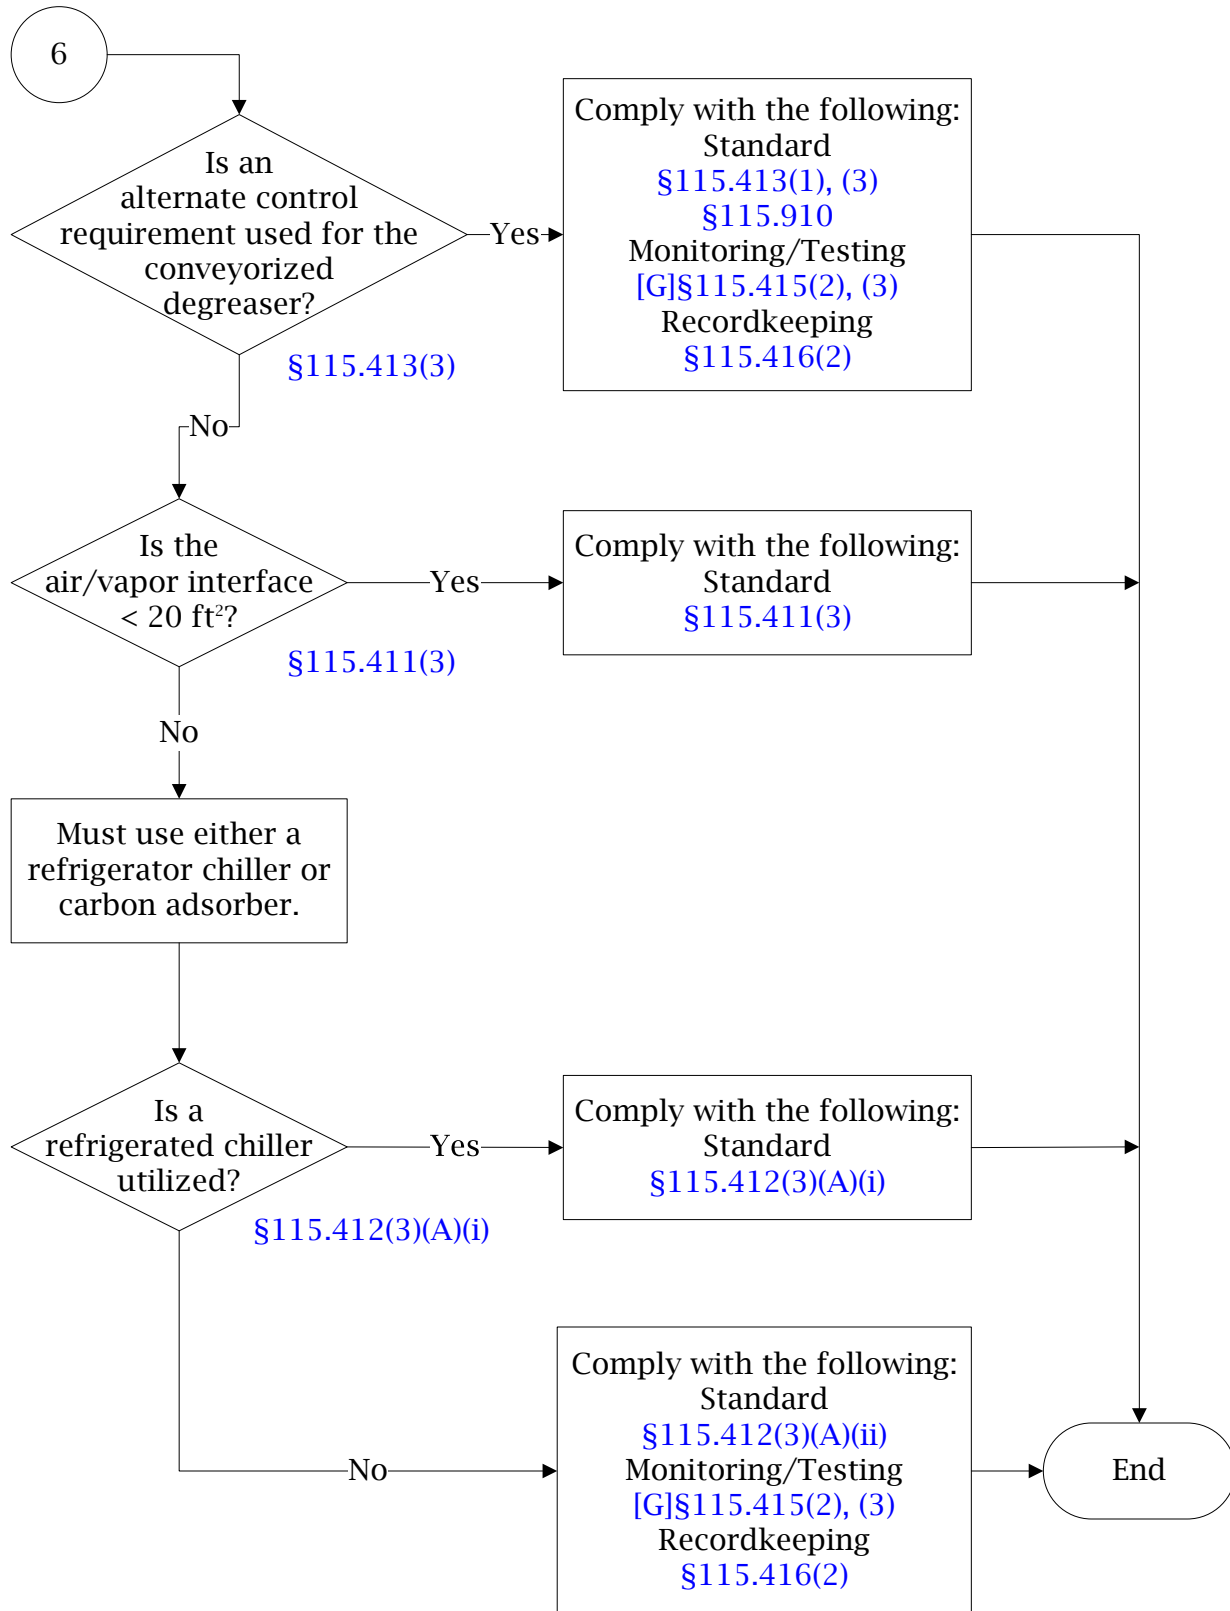 6
Is an
alternate control
requirement used for the
conveyorized
degreaser?
Yes
§115.413(3)
Comply with the following:
Standard
§115.413(1), (3)
§115.910
Monitoring/Testing
[G]§115.415(2), (3)
Recordkeeping
§115.416(2)
No
Is the
air/vapor interface
< 20 ft²?
Yes
§115.411(3)
Comply with the following:
Standard
§115.411(3)
No
Must use either a
refrigerator chiller or
carbon adsorber.
Is a
refrigerated chiller
utilized?
Yes
§115.412(3)(A)(i)
Comply with the following:
Standard
§115.412(3)(A)(i)
No
Comply with the following:
Standard
§115.412(3)(A)(ii)
Monitoring/Testing
[G]§115.415(2), (3)
Recordkeeping
§115.416(2)
End